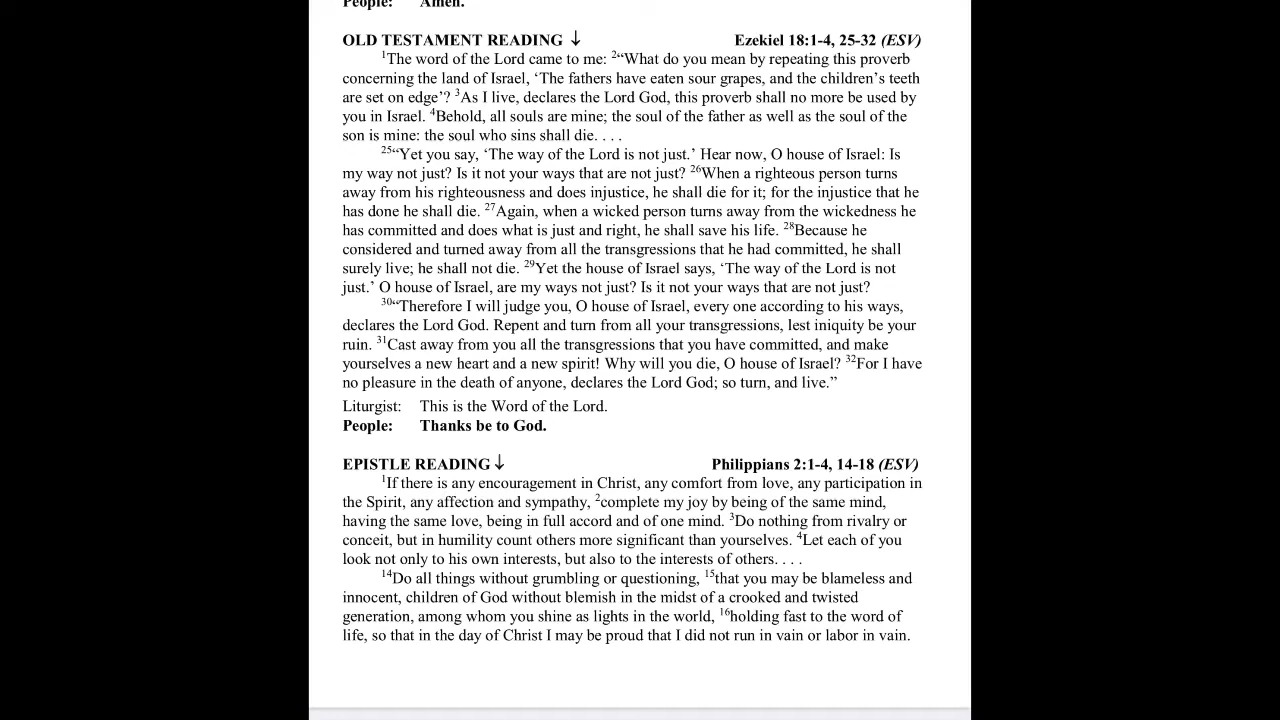 People: Amen.
OLD TESTAMENT READING ↓ Ezekiel 18:1-4, 25-32 (ESV)
1The word of the Lord came to me: 2“What do you mean by repeating this proverb
concerning the land of Israel, ‘The fathers have eaten sour grapes, and the children’s teeth
are set on edge’? 3As I live, declares the Lord God, this proverb shall no more be used by
you in Israel. 4Behold, all souls are mine; the soul of the father as well as the soul of the
son is mine: the soul who sins shall die. . . .
25“Yet you say, ‘The way of the Lord is not just.’ Hear now, O house of Israel: Is
my way not just? Is it not your ways that are not just? 26When a righteous person turns
away from his righteousness and does injustice, he shall die for it; for the injustice that he
has done he shall die. 27Again, when a wicked person turns away from the wickedness he
has committed and does what is just and right, he shall save his life. 28Because he
considered and turned away from all the transgressions that he had committed, he shall
surely live; he shall not die. 29Yet the house of Israel says, ‘The way of the Lord is not
just.’ O house of Israel, are my ways not just? Is it not your ways that are not just?
30“Therefore I will judge you, O house of Israel, every one according to his ways,
declares the Lord God. Repent and turn from all your transgressions, lest iniquity be your
ruin. 31Cast away from you all the transgressions that you have committed, and make
yourselves a new heart and a new spirit! Why will you die, O house of Israel? 32For I have
no pleasure in the death of anyone, declares the Lord God; so turn, and live.”
Liturgist: This is the Word of the Lord.
People: Thanks be to God.
EPISTLE READING ↓ Philippians 2:1-4, 14-18 (ESV)
1If there is any encouragement in Christ, any comfort from love, any participation in
the Spirit, any affection and sympathy, 2complete my joy by being of the same mind,
having the same love, being in full accord and of one mind. 3Do nothing from rivalry or
conceit, but in humility count others more significant than yourselves. 4Let each of you
look not only to his own interests, but also to the interests of others. . . .
14Do all things without grumbling or questioning, 15that you may be blameless and
innocent, children of God without blemish in the midst of a crooked and twisted
generation, among whom you shine as lights in the world, 16holding fast to the word of
life, so that in the day of Christ I may be proud that I did not run in vain or labor in vain.